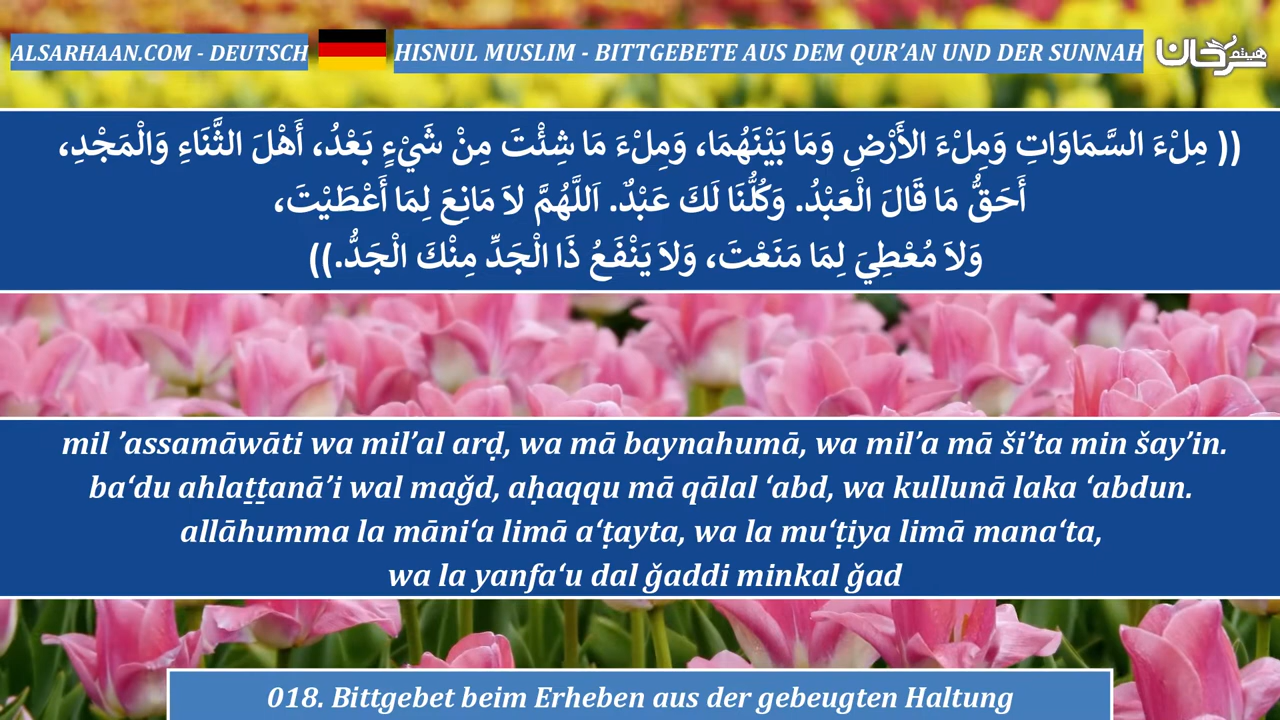 ALSARHAAN.COM - DEUTSCH
HISNUL MUSLIM - BITTGEBETE AUS DEM QUR’AN UND DER SUNNAH
هيثم سرحان
(( مِلْءَ السَّمَاوَاتِ وَمِلْءَ الأَرْضِ وَمَا بَيْنَهُمَا، وَمِلْءَ مَا شِئْتَ مِنْ شَيْءٍ بَعْدُ، أَهْلَ الثَّنَاءِ وَالْمَجْدِ،
أَحَقُّ مَا قَالَ الْعَبْدُ. وَكُلُّنَا لَكَ عَبْدٌ. اَللَّهُمَّ لاَ مَانِعَ لِمَا أَعْطَيْتَ،
وَلاَ مُعْطِيَ لِمَا مَنَعْتَ، وَلاَ يَنْفَعُ ذَا الْجَدِّ مِنْكَ الْجَدُّ.))
mil ’assamāwāti wa mil’al arḍ, wa mā baynahumā, wa mil’a mā ši’ta min šay’in.
ba‘du ahlaṯṯanā’i wal maǧd, aḥaqqu mā qālal ‘abd, wa kullunā laka ‘abdun.
allāhumma la māni‘a limā a‘ṭayta, wa la mu‘ṭiya limā mana‘ta,
wa la yanfa‘u dal ǧaddi minkal ǧad
018. Bittgebet beim Erheben aus der gebeugten Haltung